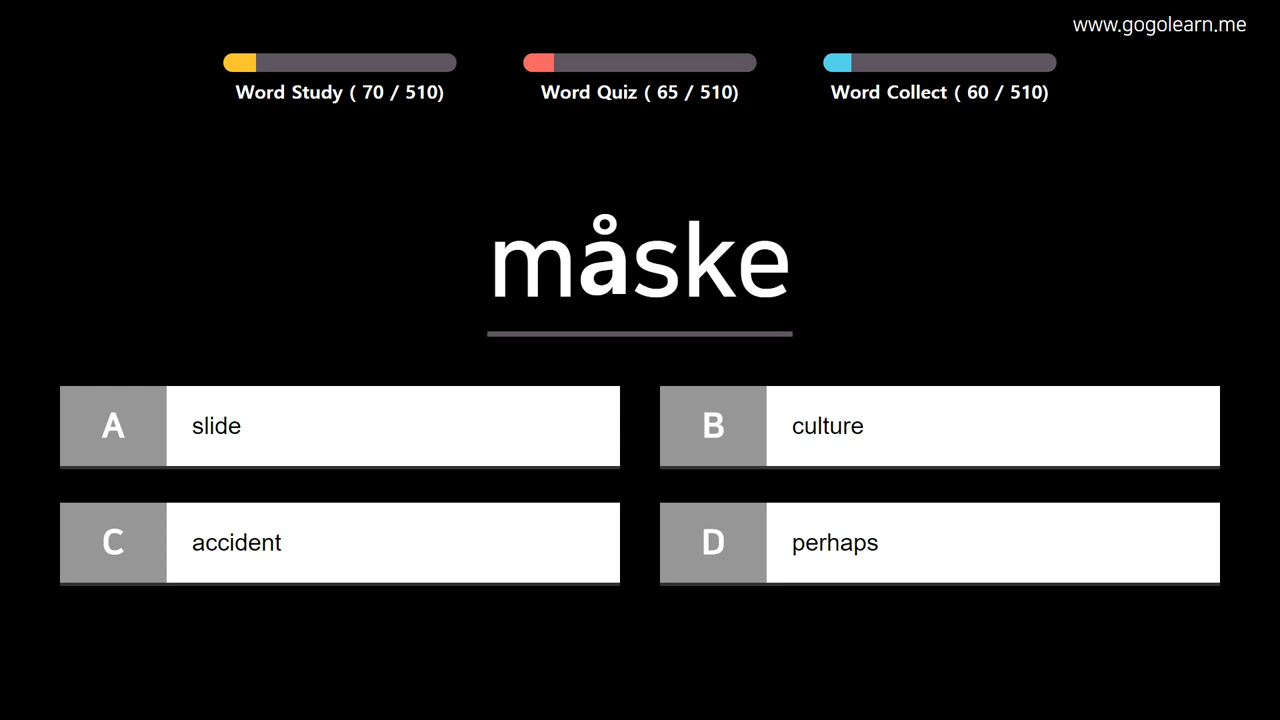 www.gogolearn.me
Word Study ( 70 / 510)
Word Quiz ( 65 / 510)
Word Collect ( 60 / 510)
måske
A slide
B culture
C accident
D perhaps